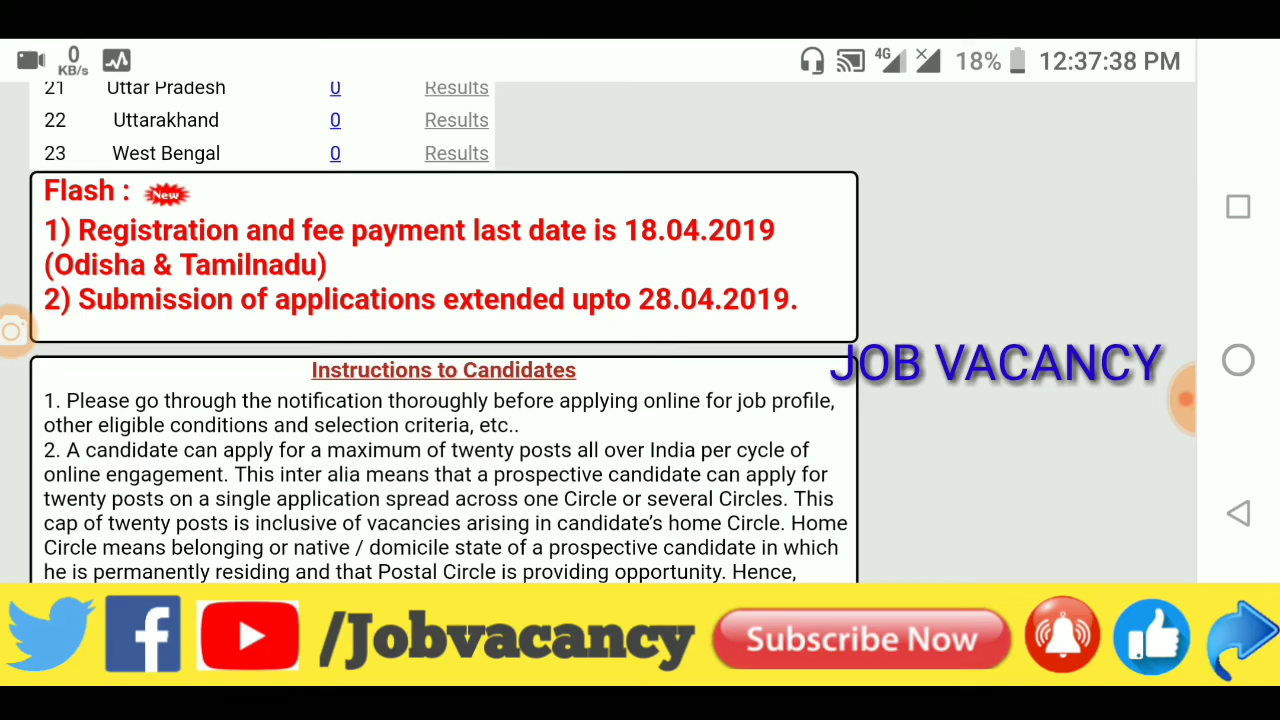 0
KB/s
4G
18%
12:37:38 PM
21 Uttar Pradesh 0 Results
22 Uttarakhand 0 Results
23 West Bengal 0 Results
Flash : New
1) Registration and fee payment last date is 18.04.2019
(Odisha & Tamilnadu)
2) Submission of applications extended upto 28.04.2019.
JOB VACANCY
Instructions to Candidates
1. Please go through the notification thoroughly before applying online for job profile,
other eligible conditions and selection criteria, etc..
2. A candidate can apply for a maximum of twenty posts all over India per cycle of
online engagement. This inter alia means that a prospective candidate can apply for
twenty posts on a single application spread across one Circle or several Circles. This
cap of twenty posts is inclusive of vacancies arising in candidate’s home Circle. Home
Circle means belonging or native / domicile state of a prospective candidate in which
he is permanently residing and that Postal Circle is providing opportunity. Hence,
/Jobvacancy
Subscribe Now